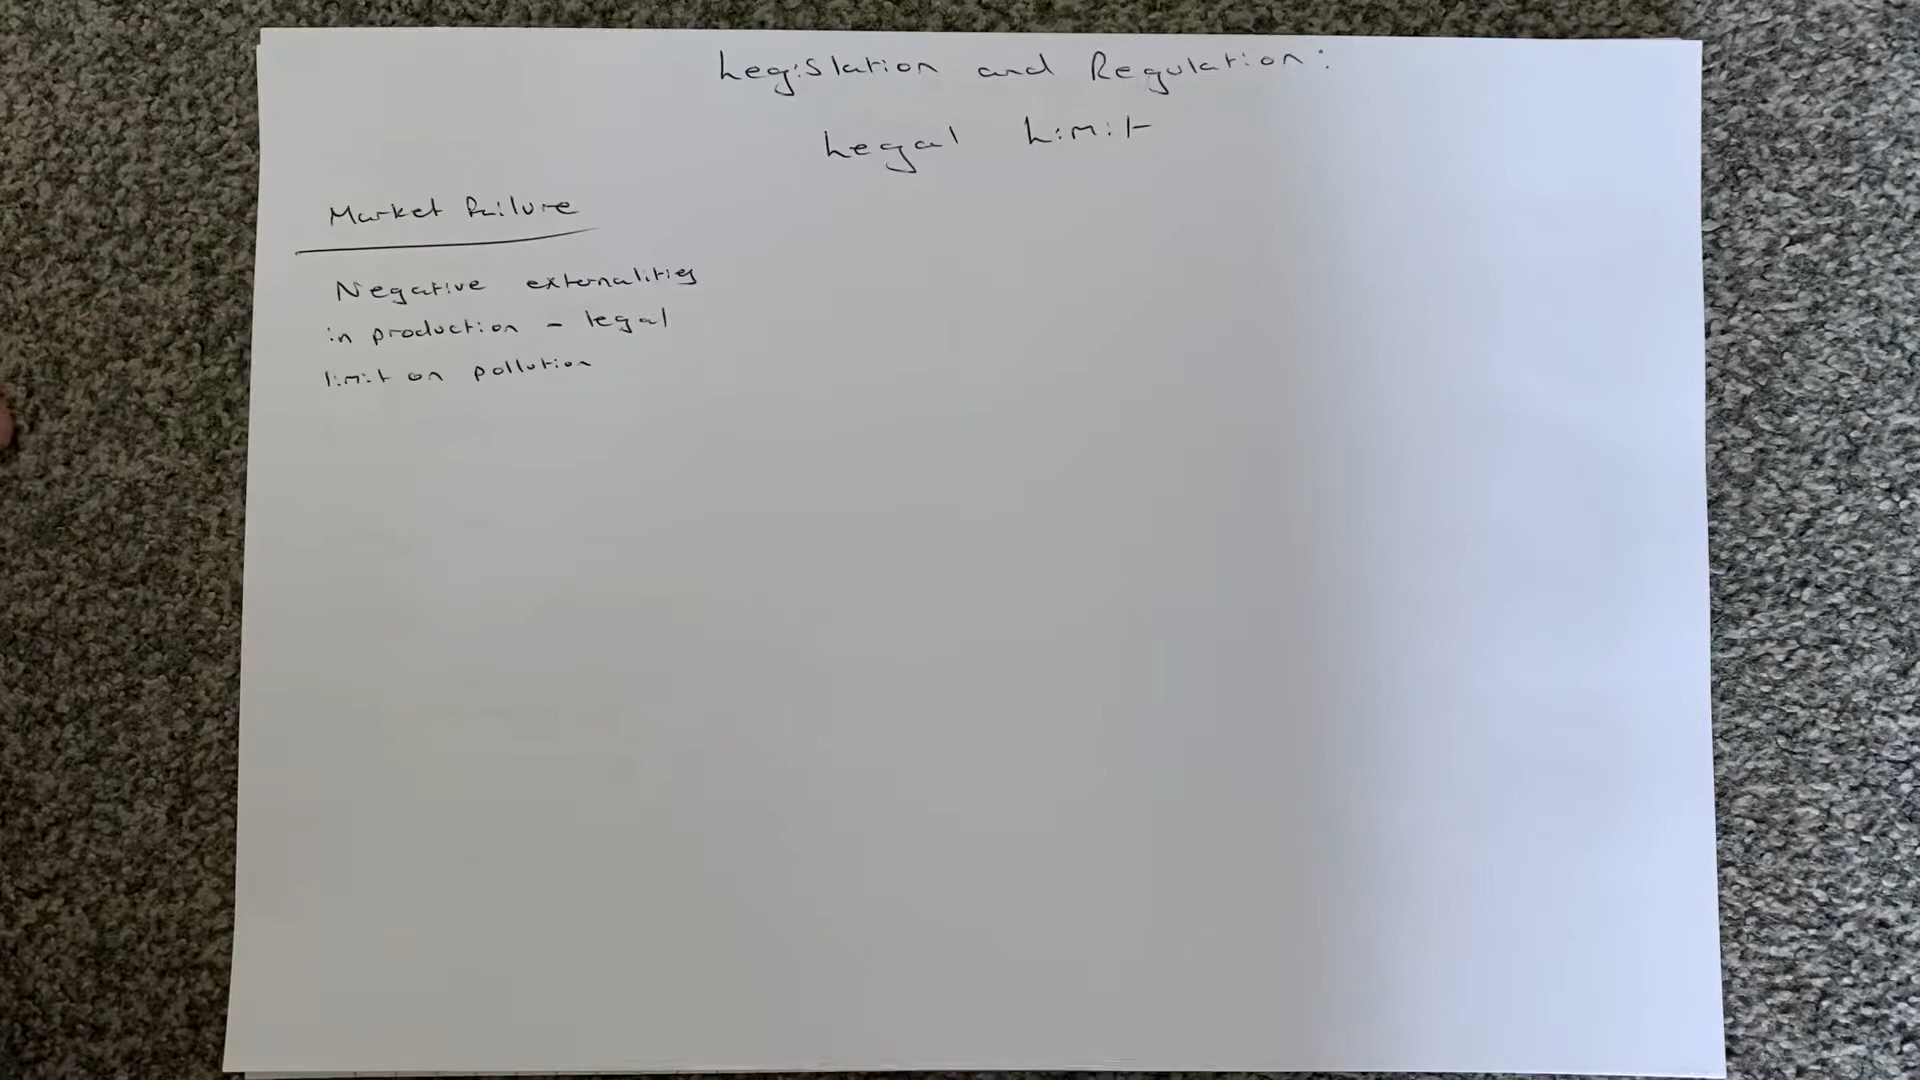 Legislation and Regulation:
Legal Limit
Market Failure
Negative externalities
in production - legal
limit on pollution